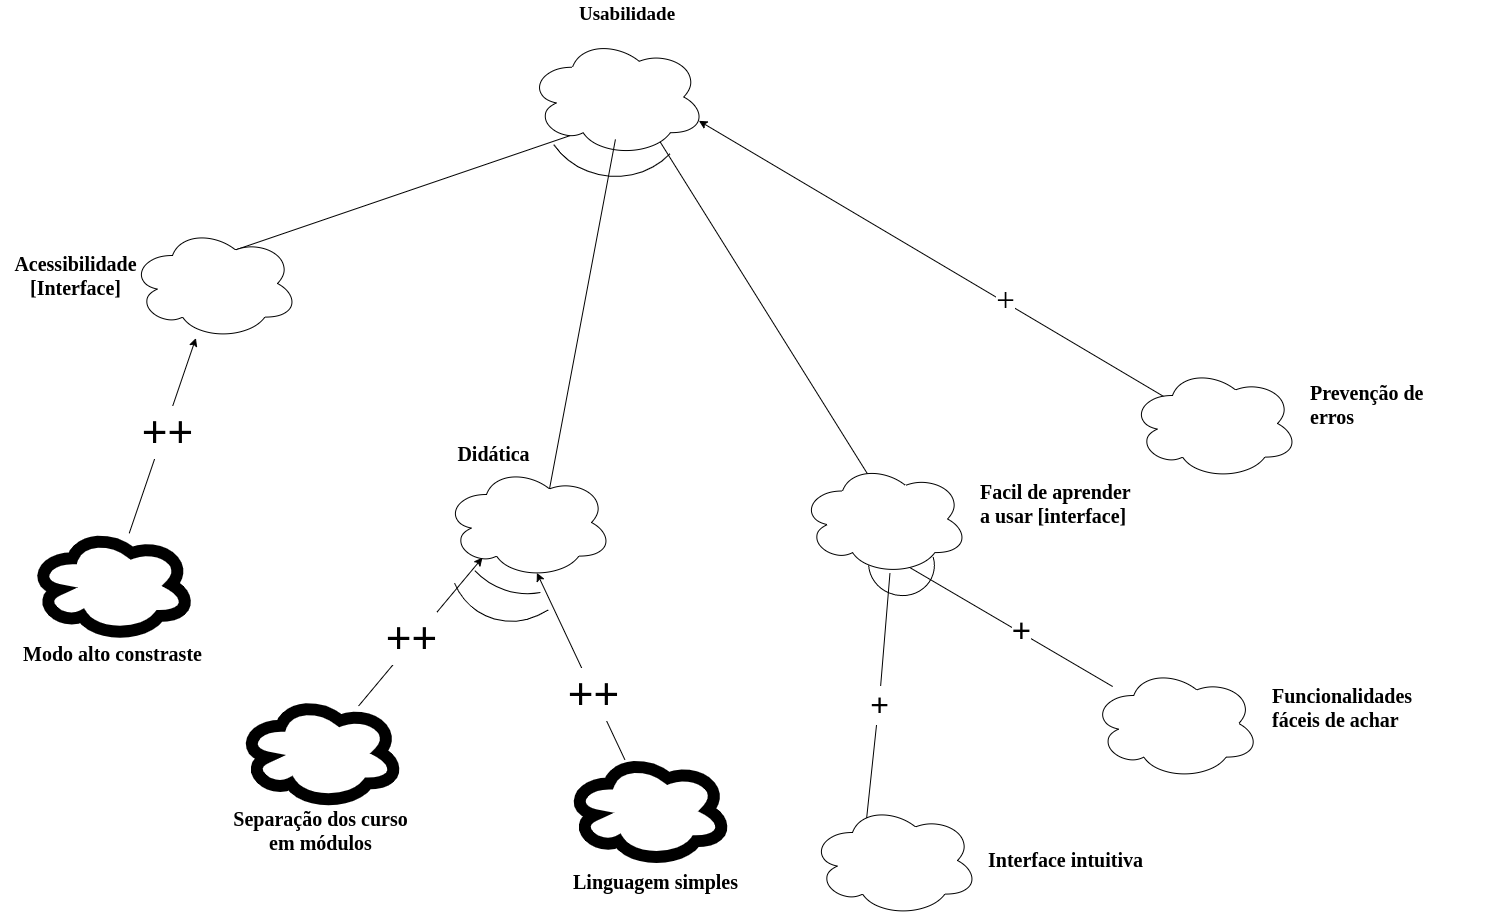 Usabilidade
Acessibilidade
[Interface]
+
Prevenção de
erros
++
Didática
Facil de aprender
a usar [interface]
++
+
Modo alto constraste
++
+
Funcionalidades
fáceis de achar
Separação dos curso
em módulos
Linguagem simples
Interface intuitiva